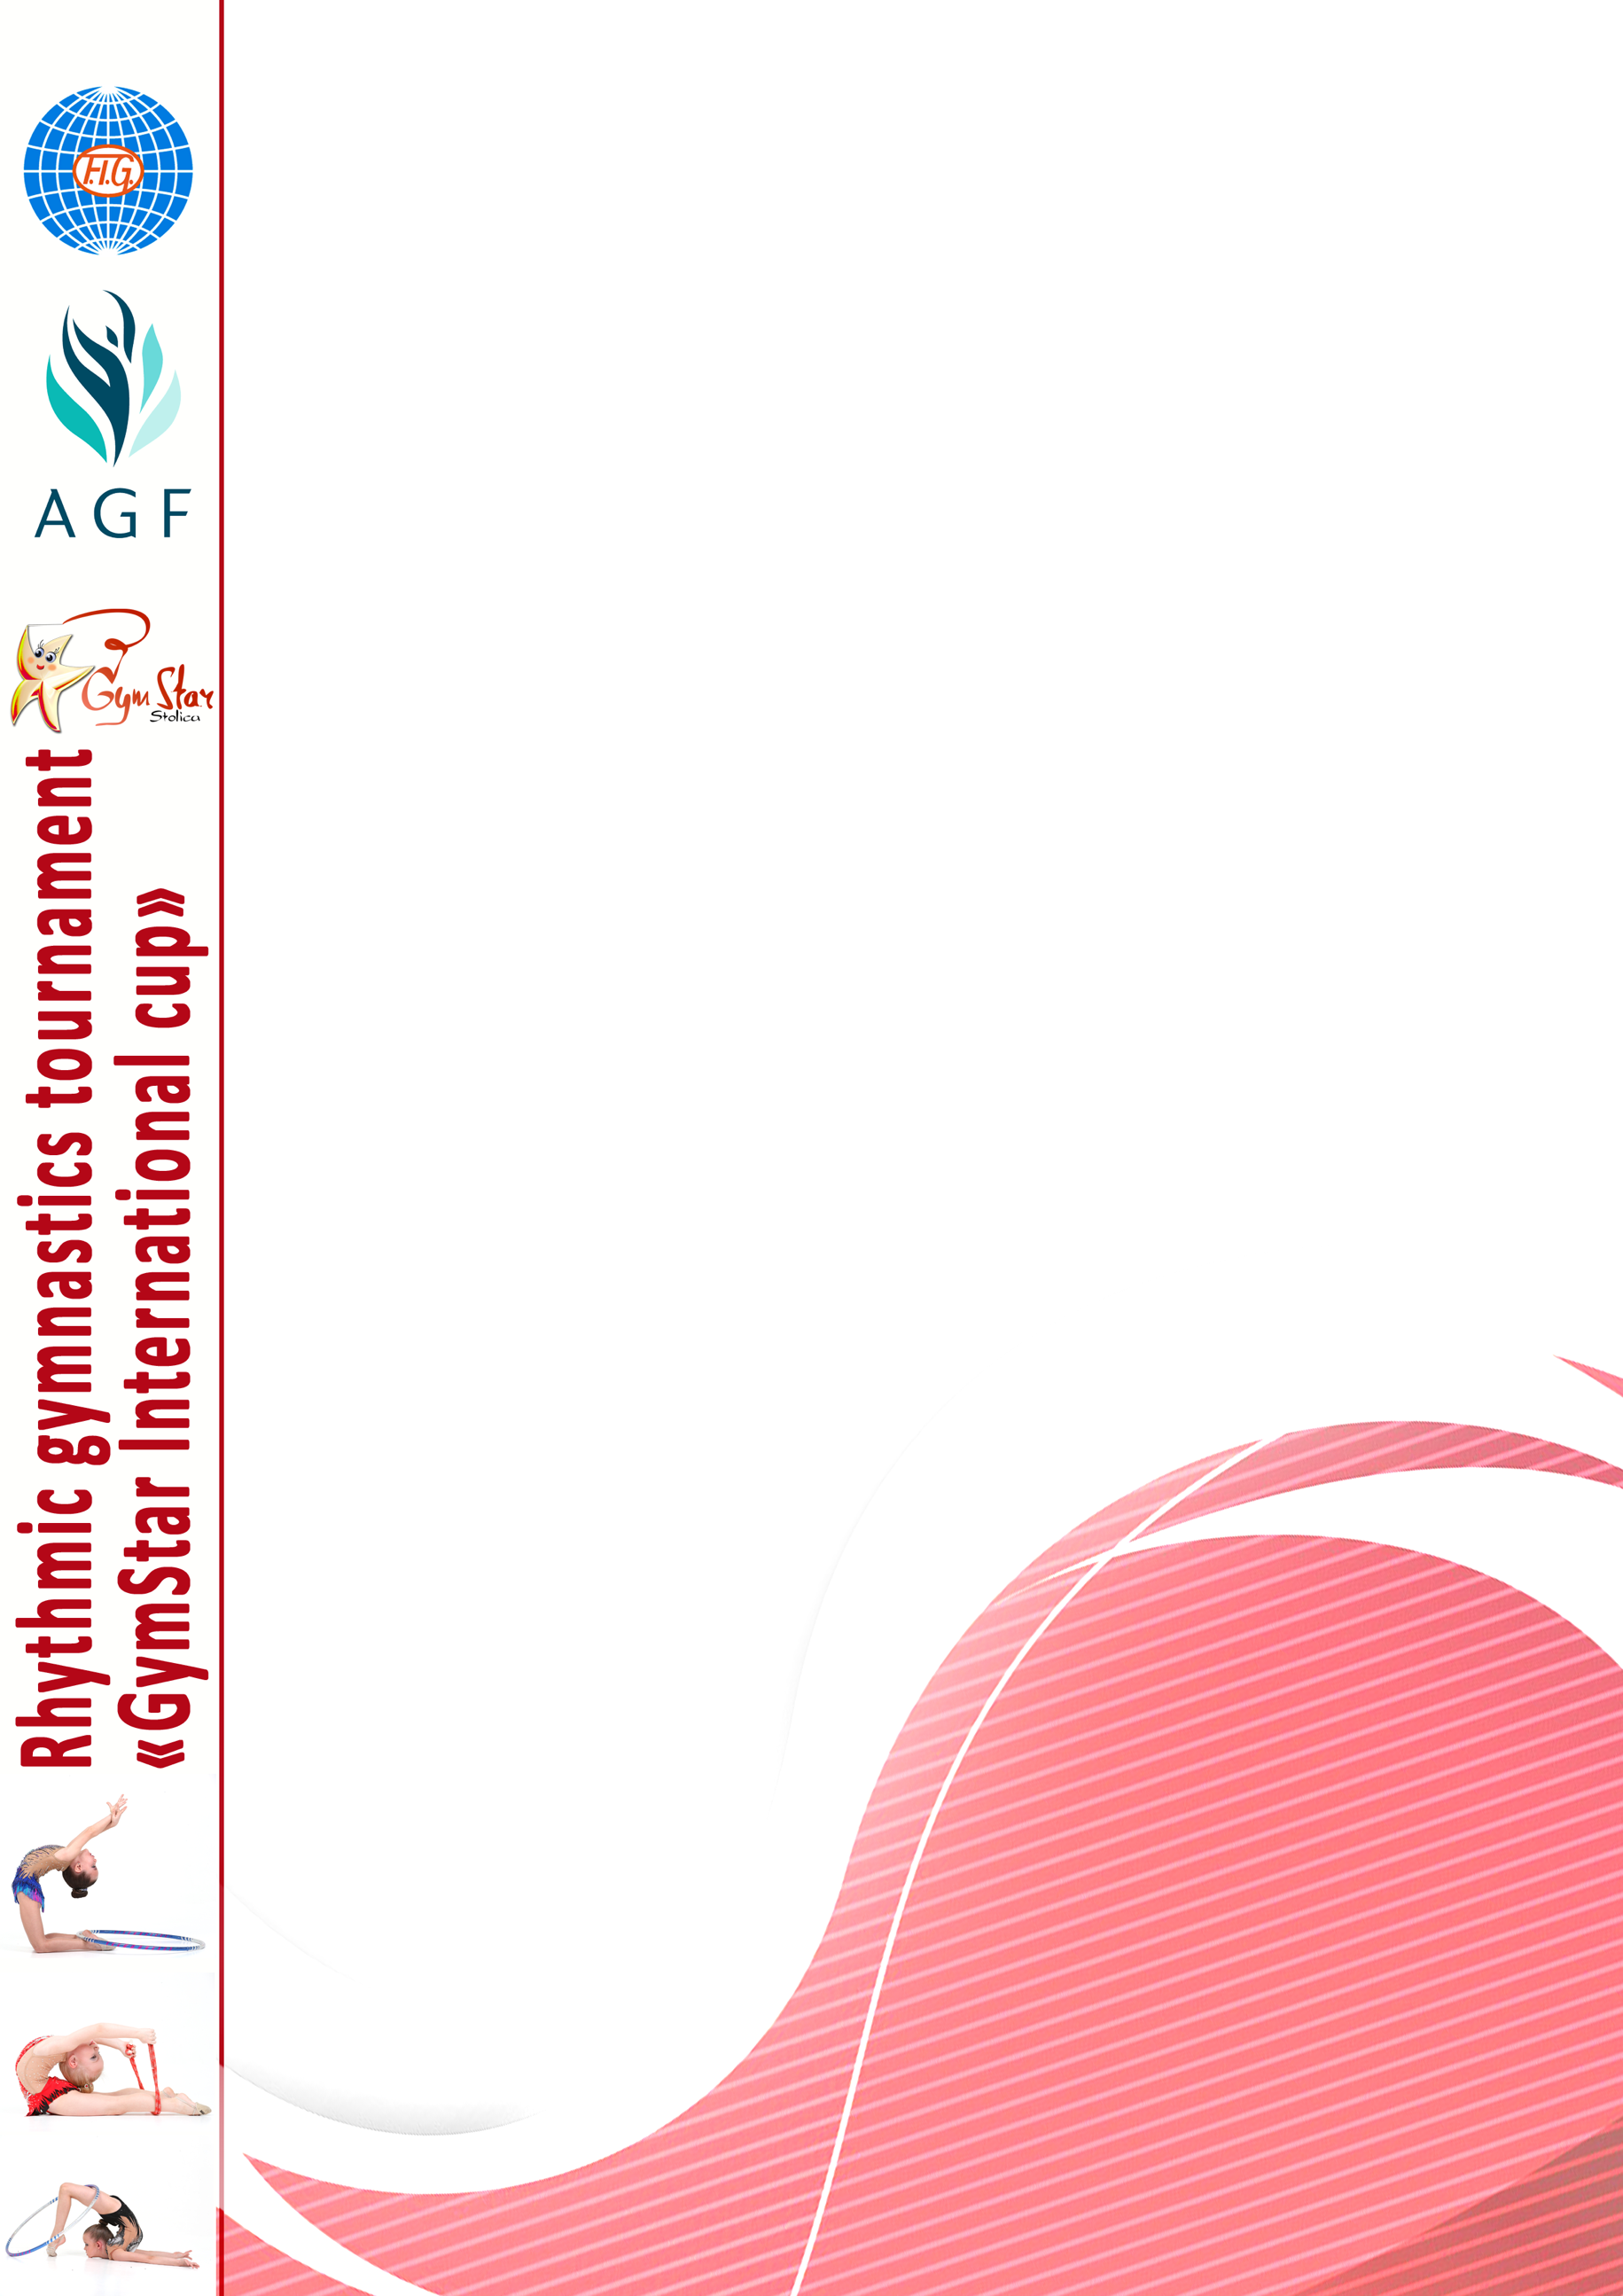 F.I.G.
AGF
Gym Star
Stolica
Rhythmic gymnastics tournament
«GymStar International cup»